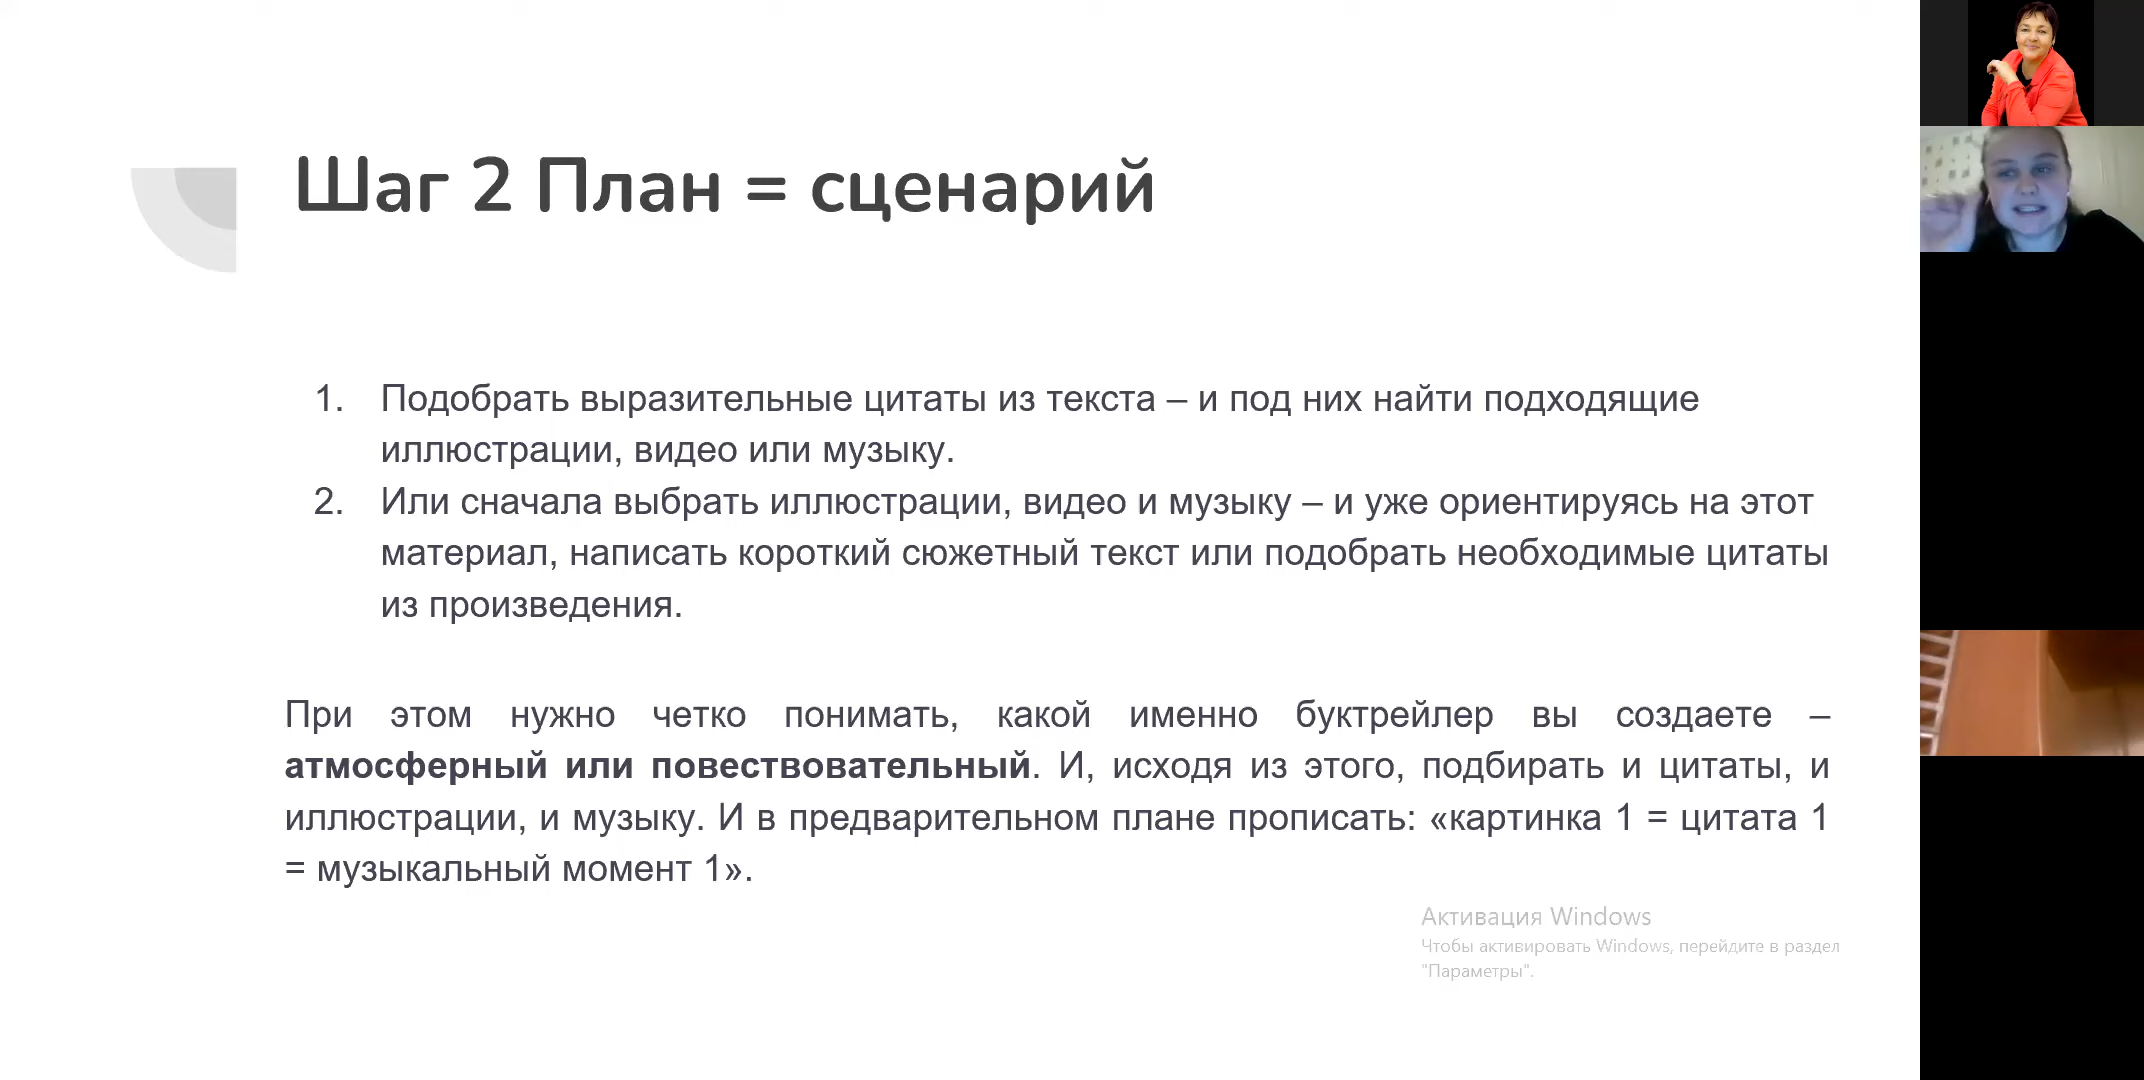 Шаг 2 План = сценарий
1. Подобрать выразительные цитаты из текста – и под них найти подходящие
иллюстрации, видео или музыку.
2. Или сначала выбрать иллюстрации, видео и музыку – и уже ориентируясь на этот
материал, написать короткий сюжетный текст или подобрать необходимые цитаты
из произведения.
При этом нужно четко понимать, какой именно буктрейлер вы создаете –
атмосферный или повествовательный. И, исходя из этого, подбирать и цитаты, и
иллюстрации, и музыку. И в предварительном плане прописать: «картинка 1 = цитата 1
= музыкальный момент 1».
Активация Windows
Чтобы активировать Windows, перейдите в раздел
"Параметры".